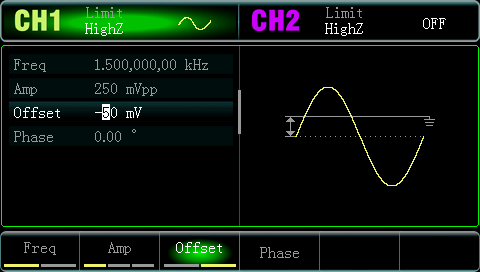 CH1 Limit HighZ
CH2 Limit HighZ OFF
Freq 1.500,000,00 kHz
Amp 250 mVpp
Offset -50 mV
Phase 0.00 °
Freq Amp Offset Phase